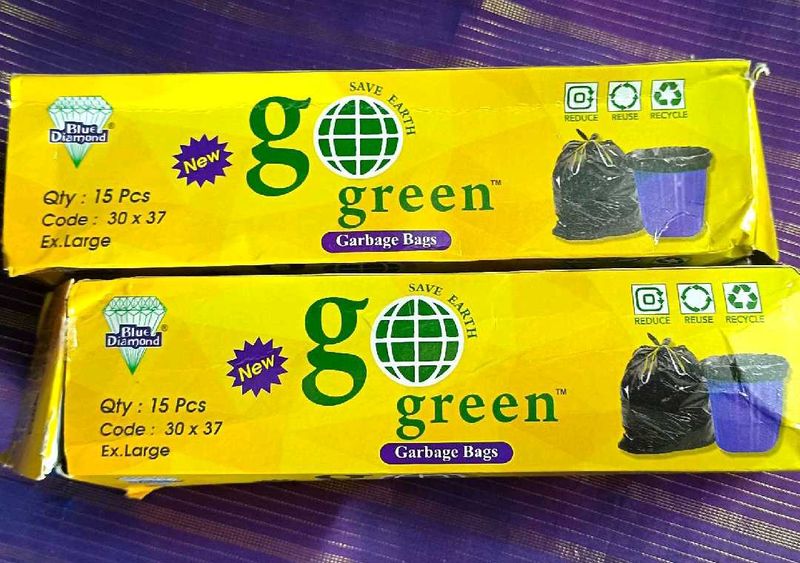 SAVE EARTH
Blue
Diamond®
New
go
green™
Garbage Bags
Qty : 15 Pcs
Code : 30 x 37
Ex.Large
REDUCE REUSE RECYCLE
SAVE EARTH
Blue
Diamond®
New
go
green™
Garbage Bags
Qty : 15 Pcs
Code : 30 x 37
Ex.Large
REDUCE REUSE RECYCLE